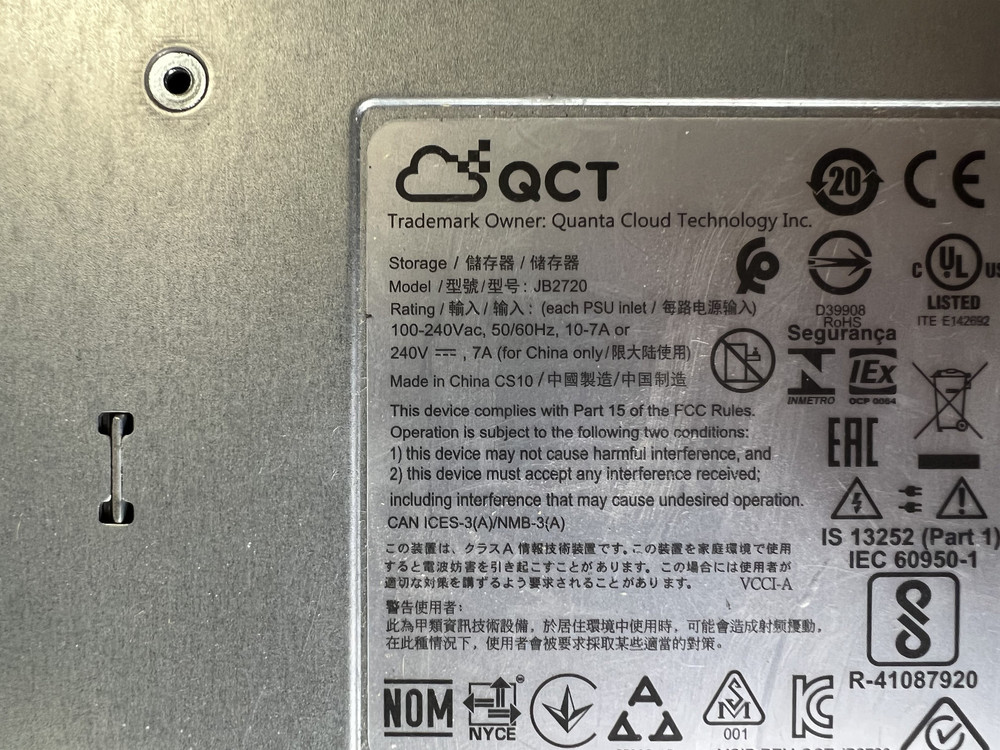 QCT
Trademark Owner: Quanta Cloud Technology Inc.
20
CE
Storage / 儲存器 / 储存器
Model / 型號/型号: JB2720
Rating / 輸入 / 输入: (each PSU inlet / 每路电源输入)
100-240Vac, 50/60Hz, 10-7A or
240V ⎓ , 7A (for China only/限大陆使用)
Made in China CS10 / 中國製造/中国制造
D39908
RoHS
C UL US
LISTED
ITE E142692
Segurança
INMETRO
IEx
OCP 0064
EAC
This device complies with Part 15 of the FCC Rules.
Operation is subject to the following two conditions:
1) this device may not cause harmful interference, and
2) this device must accept any interference received;
including interference that may cause undesired operation.
CAN ICES-3(A)/NMB-3(A)
この装置は、クラスA 情報技術装置です。この装置を家庭環境で使用
すると電波妨害を引き起こすことがあります。この場合には使用者が
適切な対策を講ずるよう要求されることがあります。 VCCI-A
警告使用者:
此為甲類資訊技術設備，於居住環境中使用時，可能會造成射頻擾動，
在此種情況下，使用者會被要求採取某些適當的對策。
IS 13252 (Part 1)
IEC 60950-1
R-41087920
NOM
NYCE
001